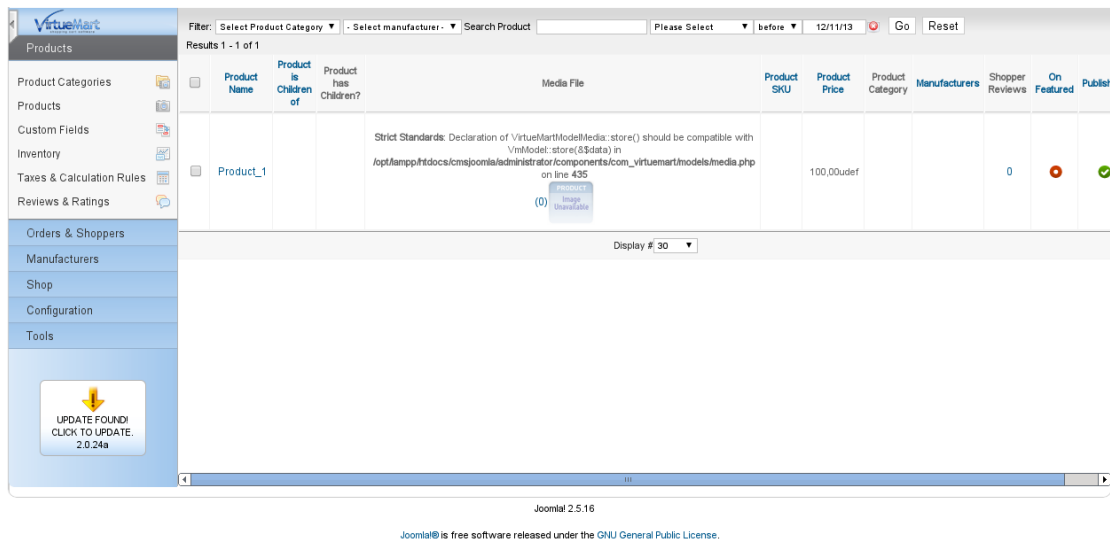 VirtueMart
Filter: Select Product Category - Select manufacturer - Search Product Please Select before 12/11/13 Go Reset
Results 1 - 1 of 1
Products
Product Categories
Products
Custom Fields
Inventory
Taxes & Calculation Rules
Reviews & Ratings
Orders & Shoppers
Manufacturers
Shop
Configuration
Tools
UPDATE FOUND!
CLICK TO UPDATE.
2.0.24a
Product Name
Product is Children of
Product has Children?
Media File
Product SKU
Product Price
Product Category
Manufacturers
Shopper Reviews
On Featured
Publish
Product_1
Strict Standards: Declaration of VirtueMartModelMedia::store() should be compatible with
VmModel::store(&$data) in
/opt/lampp/htdocs/cmsjoomla/administrator/components/com_virtuemart/models/media.php
on line 435
(0)
PRODUCT
Image
Unavailable
100,00udef
0
Display # 30
Joomla! 2.5.16
Joomla!® is free software released under the GNU General Public License.